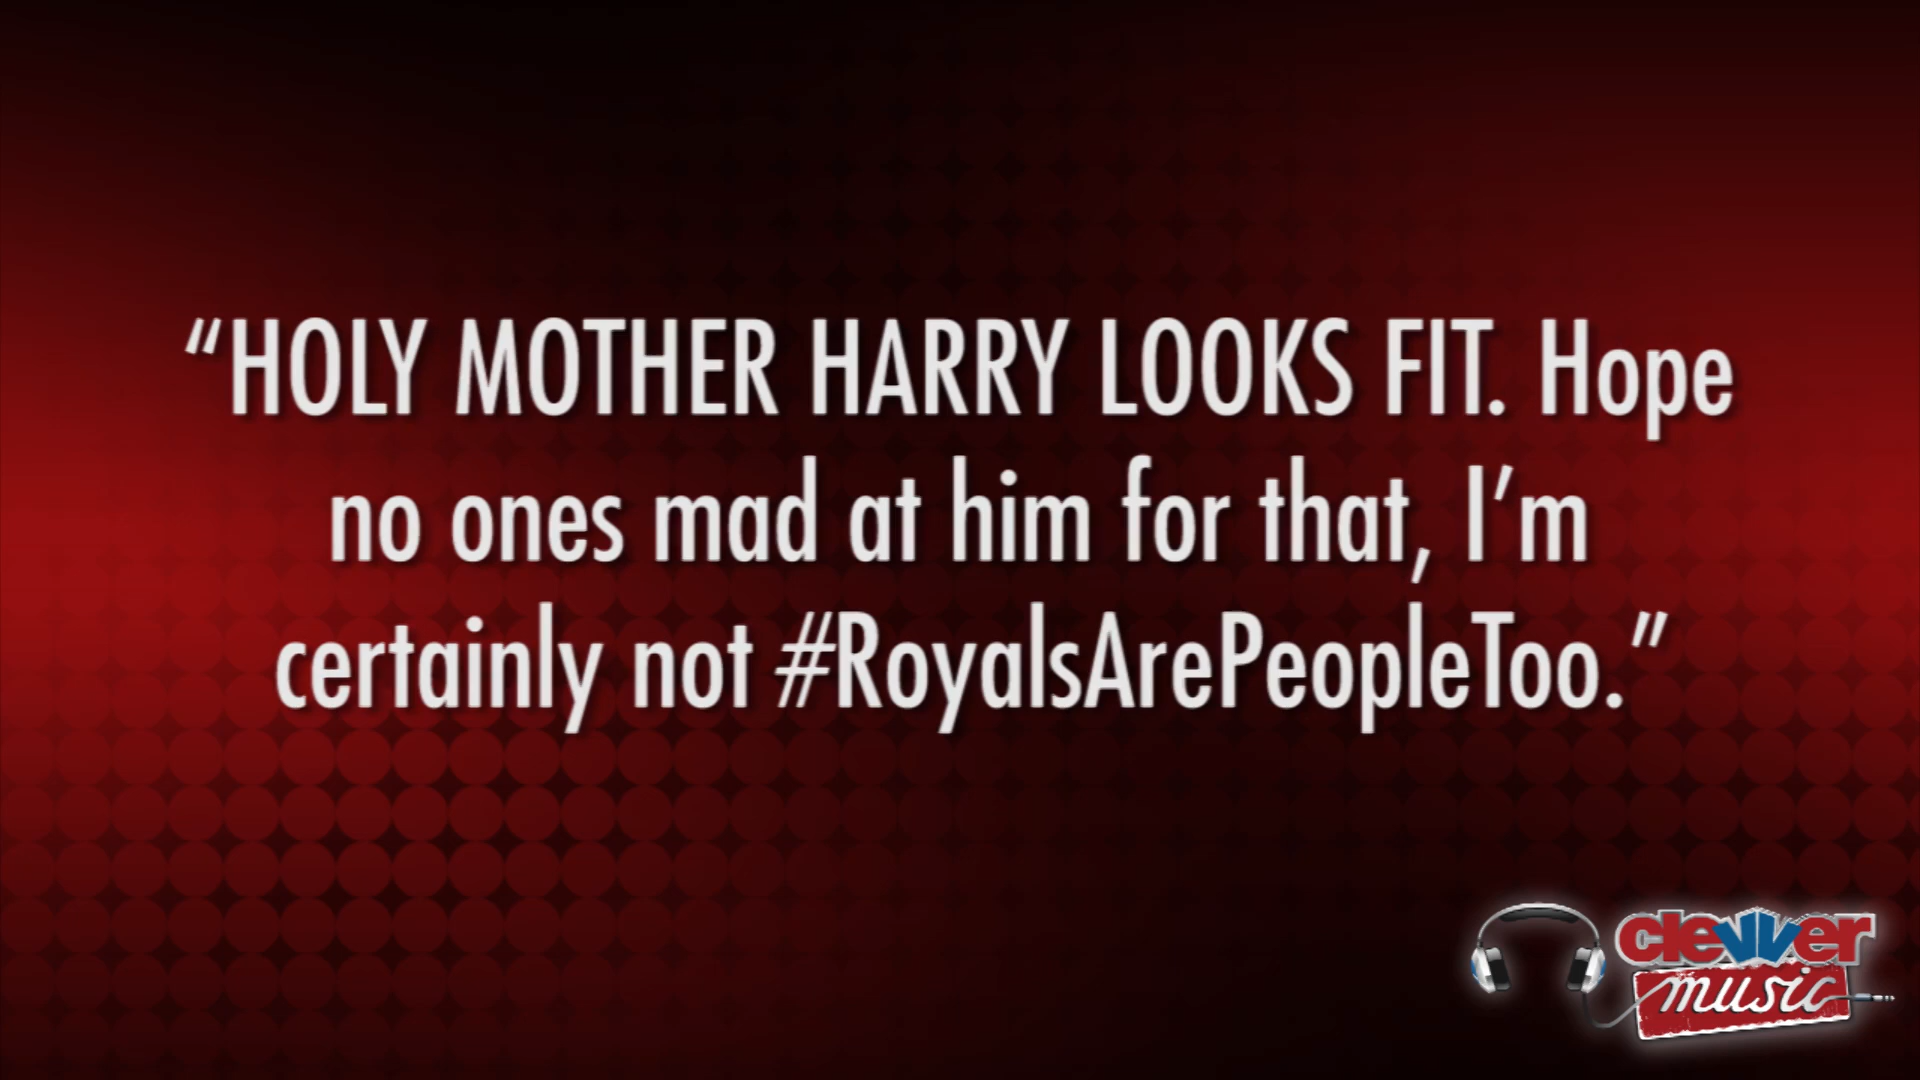 “HOLY MOTHER HARRY LOOKS FIT. Hope
no ones mad at him for that, I’m
certainly not #RoyalsArePeopleToo.”
clevver
music